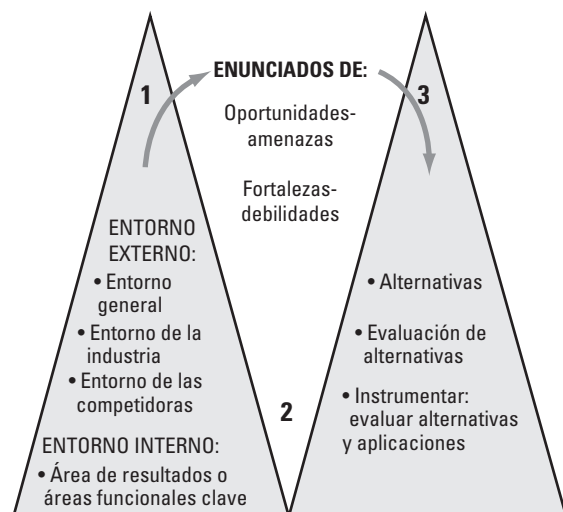 1
ENTORNO
EXTERNO:
• Entorno
general
• Entorno de la
industria
• Entorno de las
competidoras
ENTORNO INTERNO:
• Área de resultados o
áreas funcionales clave
ENUNCIADOS DE:
Oportunidades-
amenazas
Fortalezas-
debilidades
2
3
• Alternativas
• Evaluación de
alternativas
• Instrumentar:
evaluar alternativas
y aplicaciones